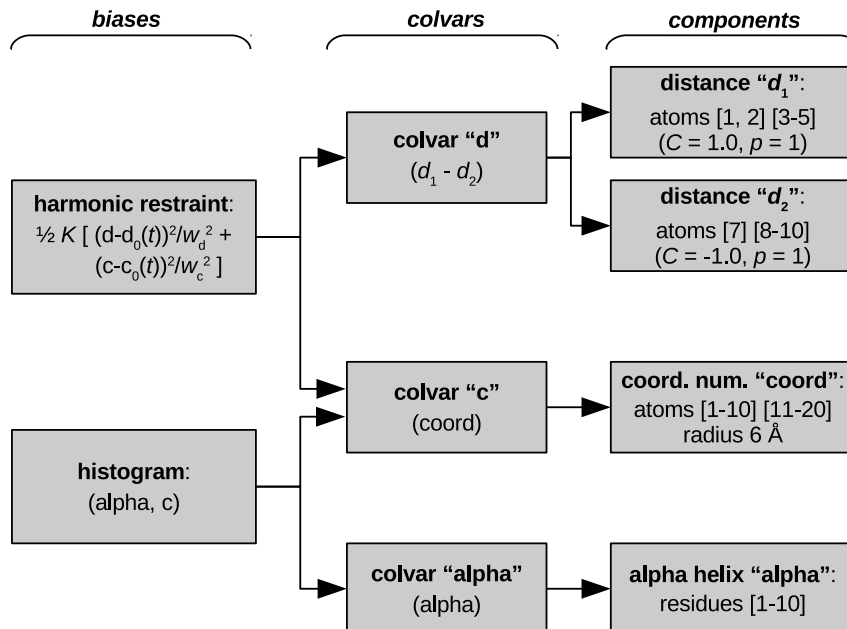 biases
colvars
components
harmonic restraint:
½ K [ (d-d₀(t))²/w_d² +
(c-c₀(t))²/w_c² ]
histogram:
(alpha, c)
colvar “d”
(d₁ - d₂)
colvar “c”
(coord)
colvar “alpha”
(alpha)
distance “d₁”:
atoms [1, 2] [3-5]
(C = 1.0, p = 1)
distance “d₂”:
atoms [7] [8-10]
(C = -1.0, p = 1)
coord. num. “coord”:
atoms [1-10] [11-20]
radius 6 Å
alpha helix “alpha”:
residues [1-10]